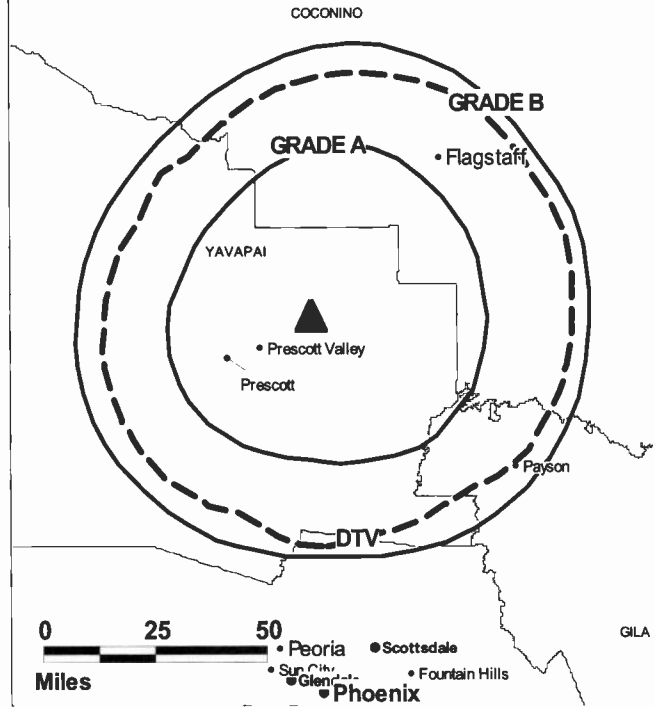 COCONINO
GRADE B
GRADE A
Flagstaff
YAVAPAI
Prescott Valley
Prescott
Payson
DTV
0 25 50
GILA
Peoria
Scottsdale
Sun City
Fountain Hills
Miles
Glendale
Phoenix